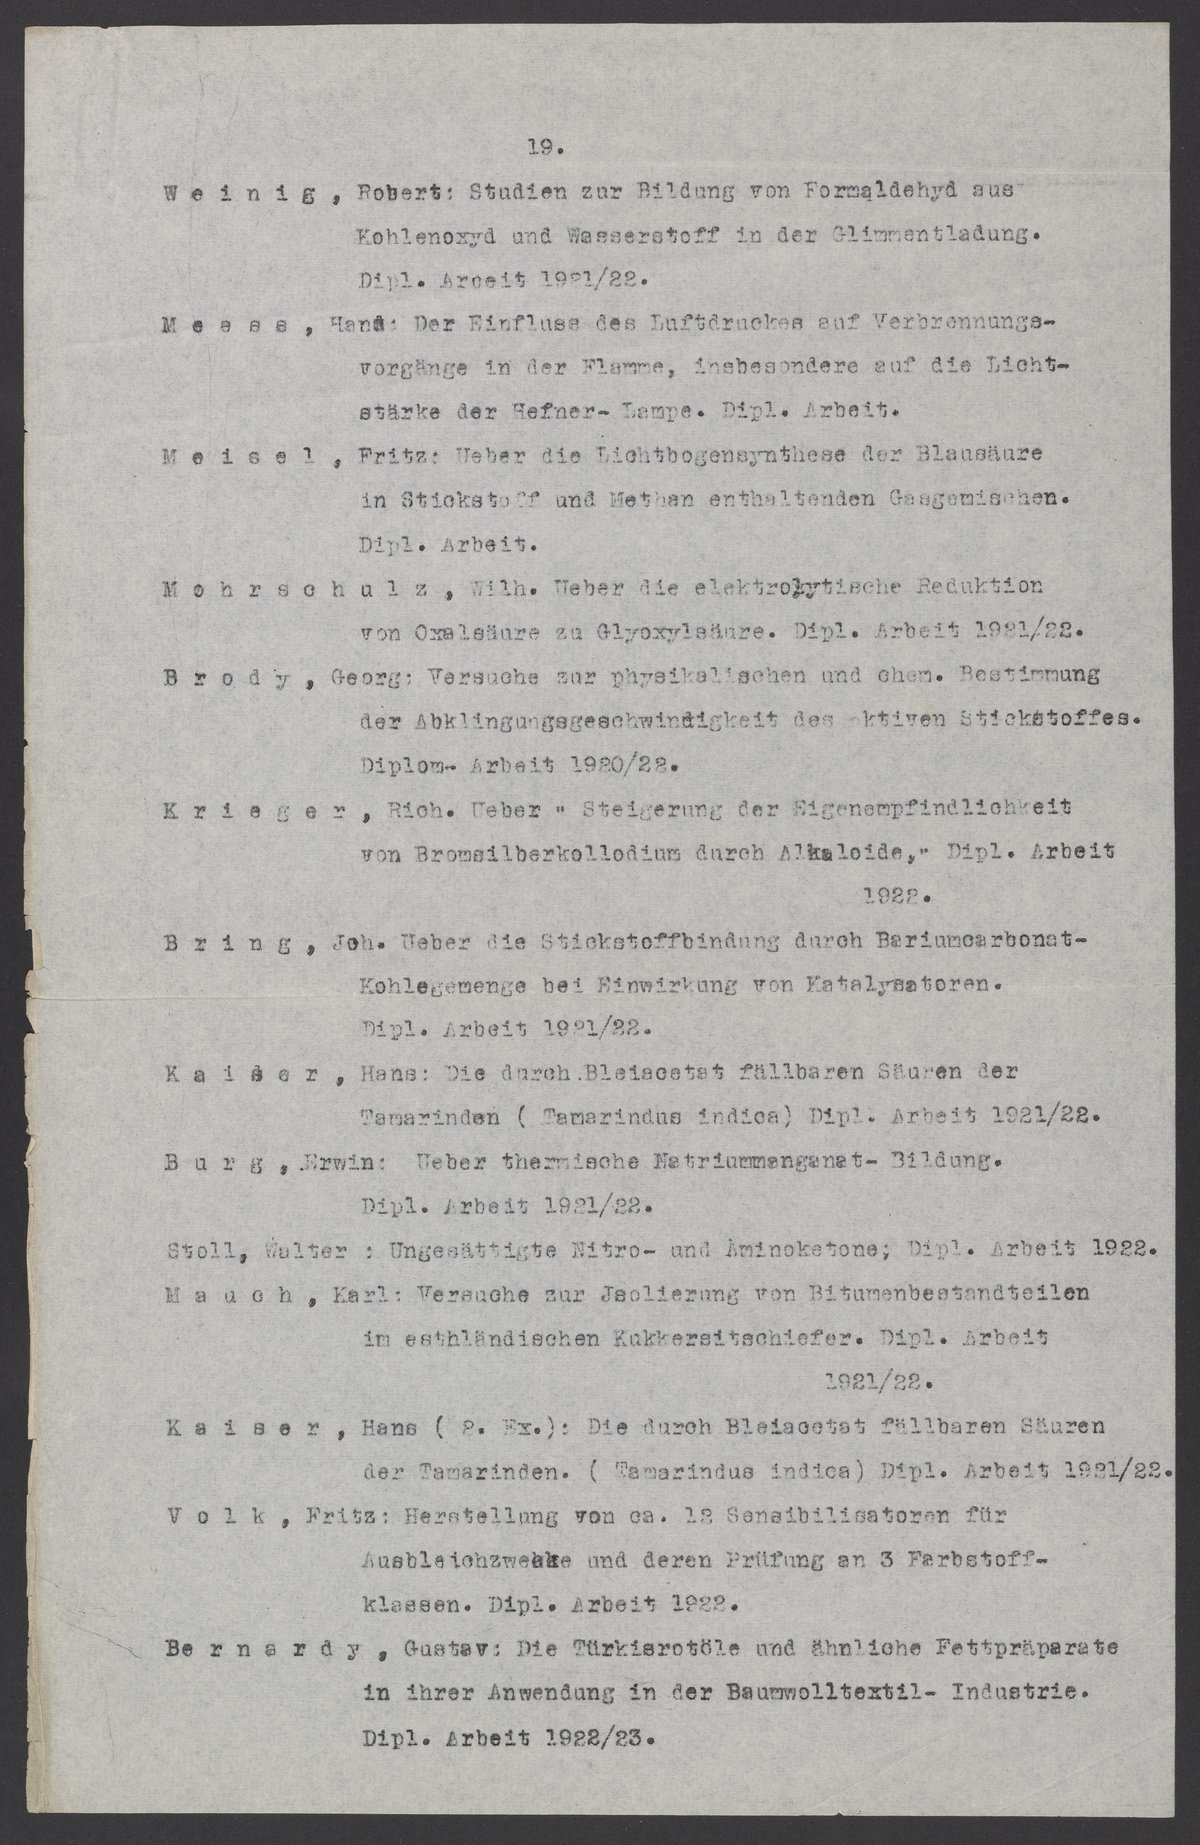 19.
W e i n i g , Robert: Studien zur Bildung von Formaldehyd aus
Kohlenoxyd und Wasserstoff in der Glimmentladung.
Dipl. Arbeit 1921/22.
M e e s s , Hans: Der Einfluss des Luftdruckes auf Verbrennungs-
vorgänge in der Flamme, insbesondere auf die Licht-
stärke der Hefner- Lampe. Dipl. Arbeit.
M e i s e l , Fritz: Ueber die Lichtbogensynthese der Blausäure
in Stickstoff und Methan enthaltenden Gasgemischen.
Dipl. Arbeit.
M o h r s c h u l z , Wilh. Ueber die elektrolytische Reduktion
von Oxalsäure zu Glyoxylsäure. Dipl. Arbeit 1921/22.
B r o d y , Georg: Versuche zur physikalischen und chem. Bestimmung
der Abklingungsgeschwindigkeit des aktiven Stickstoffes.
Diplom- Arbeit 1920/22.
K r i e g e r , Rich. Ueber " Steigerung der Eigenempfindlichkeit
von Bromsilberkollodium durch Alkaloide," Dipl. Arbeit
1922.
B r i n g , Joh. Ueber die Stickstoffbindung durch Bariumcarbonat-
Kohlegemenge bei Einwirkung von Katalysatoren.
Dipl. Arbeit 1921/22.
K a i s e r , Hans: Die durch Bleiacetat fällbaren Säuren der
Tamarinden ( Tamarindus indica) Dipl. Arbeit 1921/22.
B u r g , Erwin: Ueber thermische Natriummanganat- Bildung.
Dipl. Arbeit 1921/22.
Stoll, Walter : Ungesättigte Nitro- und Aminoketone; Dipl. Arbeit 1922.
M a u c h , Karl: Versuche zur Jsolierung von Bitumenbestandteilen
im esthländischen Kukkersitschiefer. Dipl. Arbeit
1921/22.
K a i s e r , Hans ( 2. Ex.): Die durch Bleiacetat fällbaren Säuren
der Tamarinden. ( Tamarindus indica) Dipl. Arbeit 1921/22.
V o l k , Fritz: Herstellung von ca. 12 Sensibilisatoren für
Ausbleichzwecke und deren Prüfung an 3 Farbstoff-
klassen. Dipl. Arbeit 1922.
Be r n a r d y , Gustav: Die Türkisrotöle und ähnliche Fettpräparate
in ihrer Anwendung in der Baumwolltextil- Industrie.
Dipl. Arbeit 1922/23.